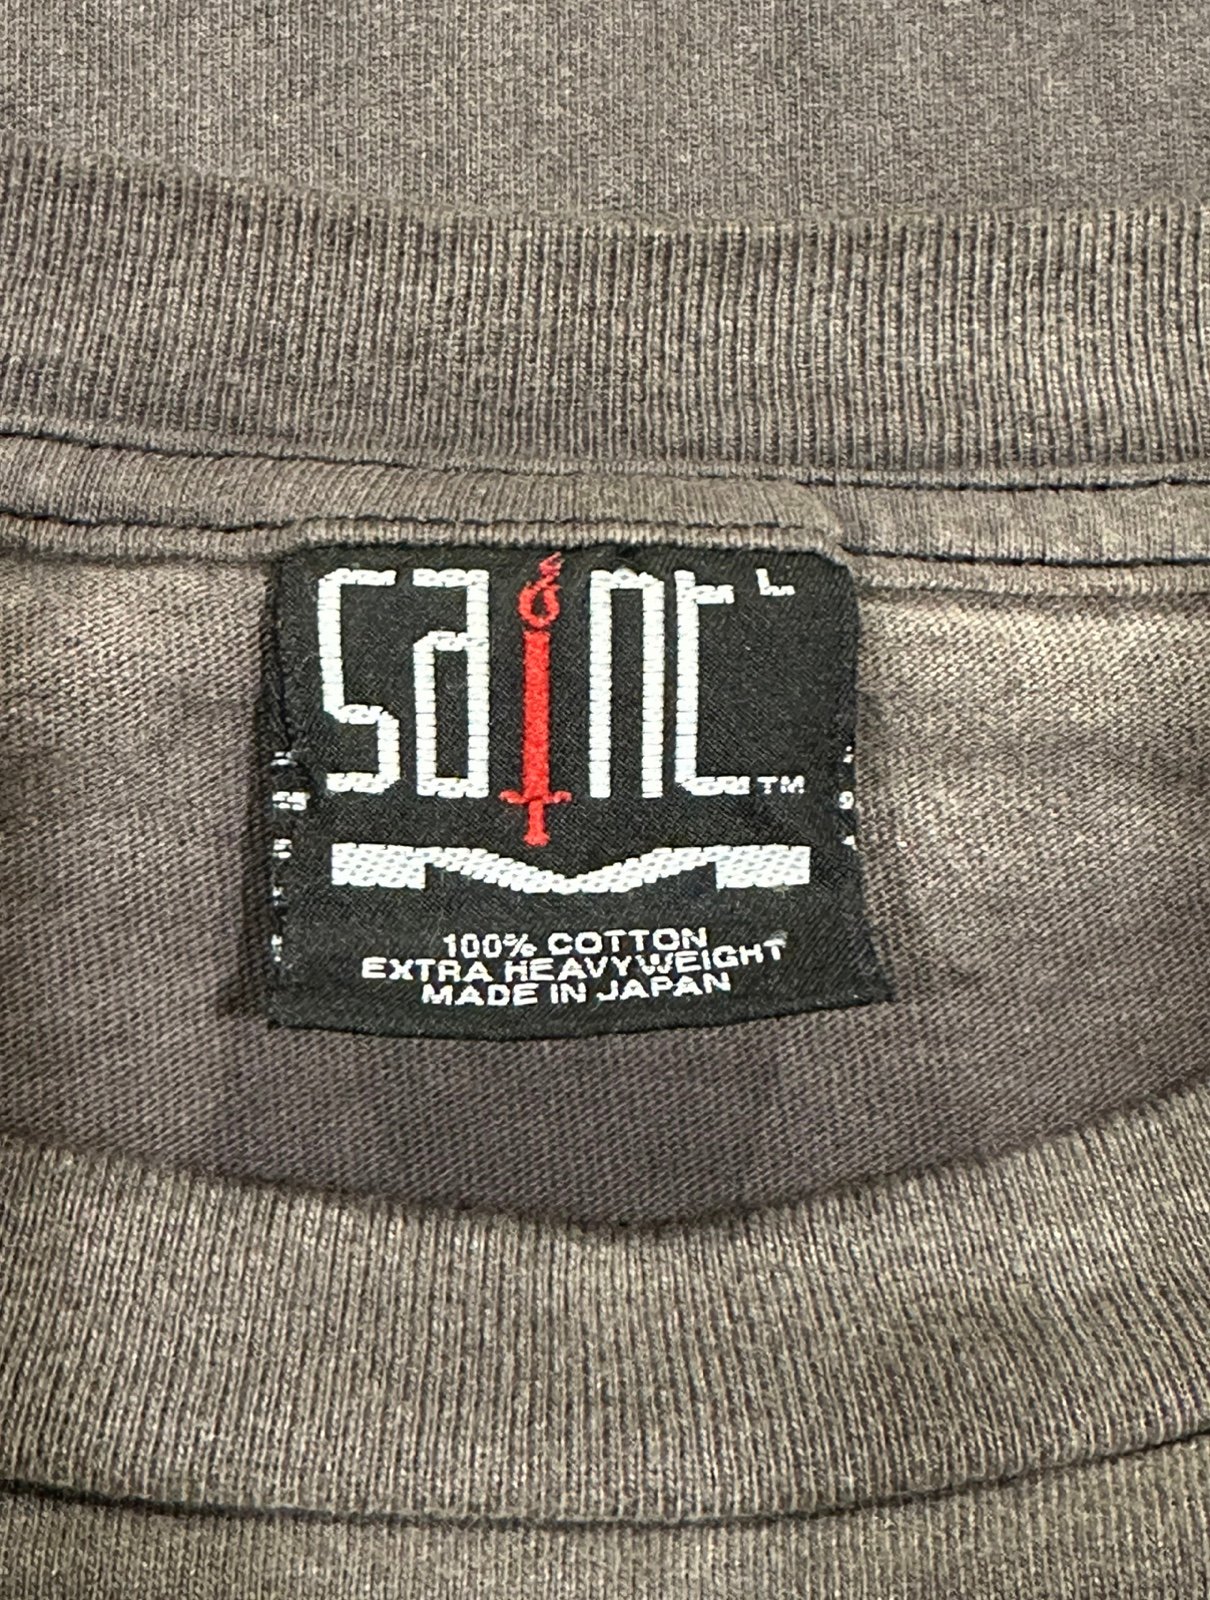 SaINt L
TM
100% COTTON
EXTRA HEAVYWEIGHT
MADE IN JAPAN